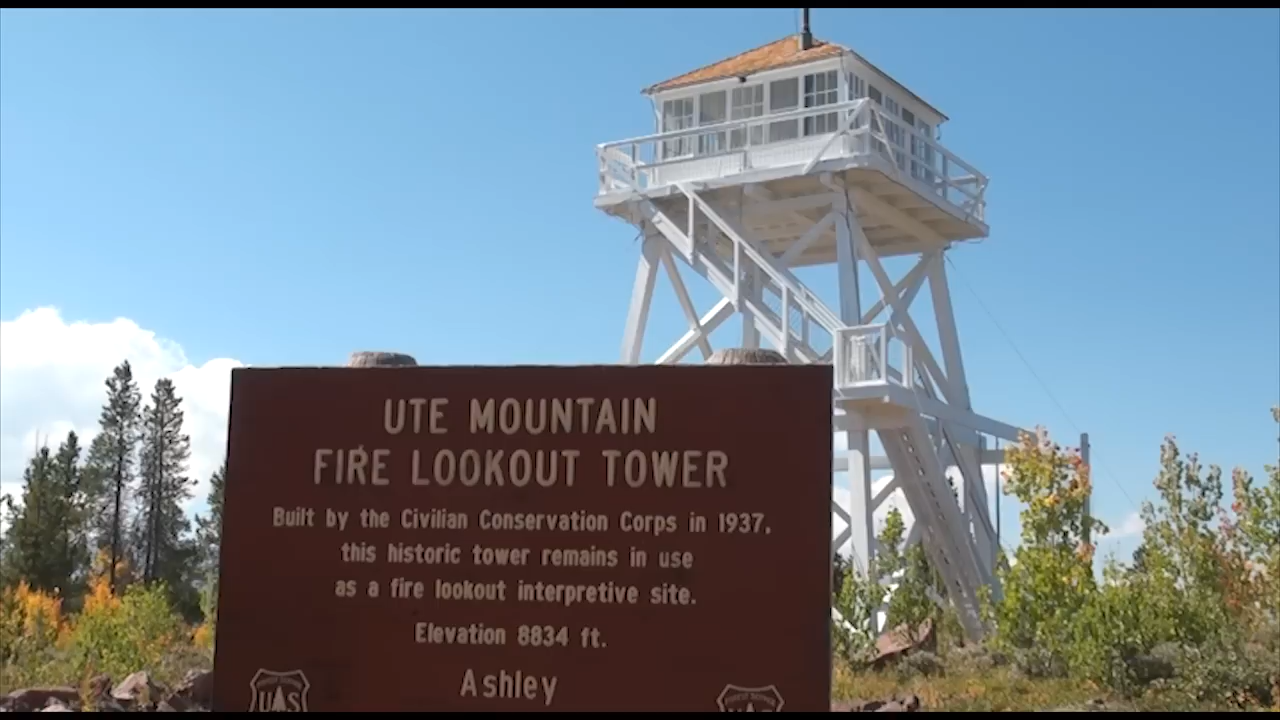 UTE MOUNTAIN
FIRE LOOKOUT TOWER
Built by the Civilian Conservation Corps in 1937,
this historic tower remains in use
as a fire lookout interpretive site.
Elevation 8834 ft.
Ashley
U S